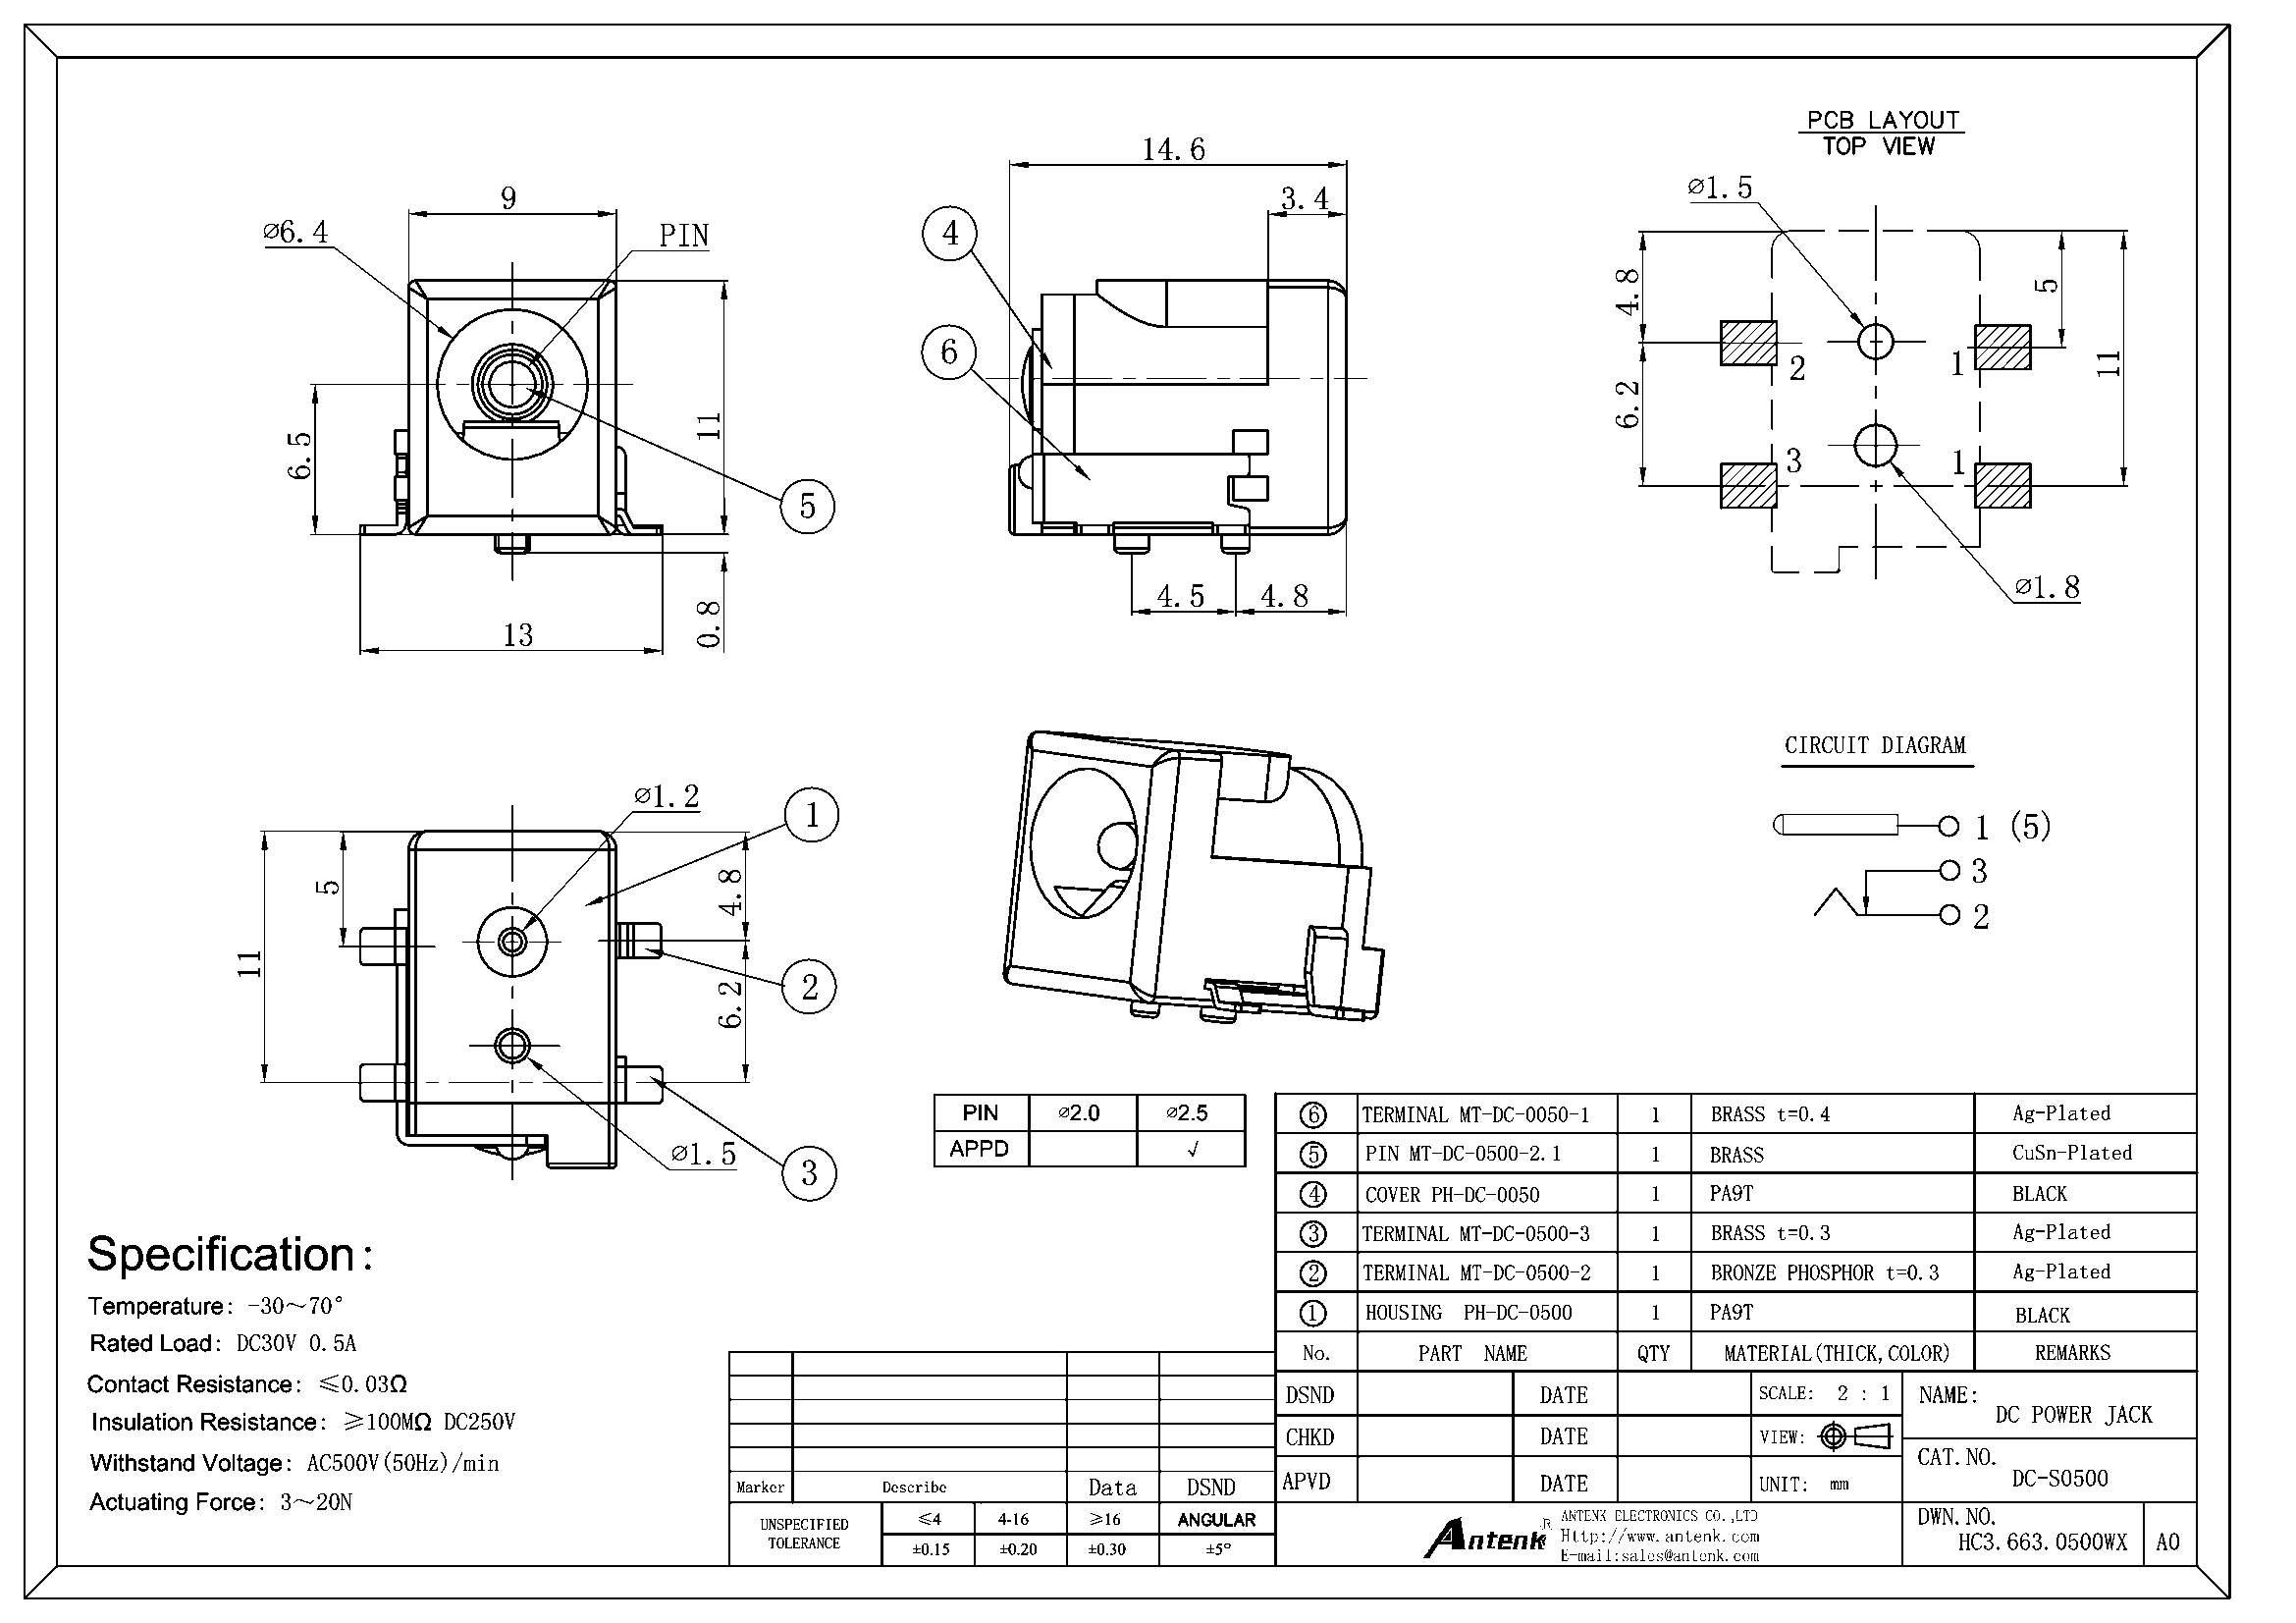 PCB LAYOUT
TOP VIEW
9
⌀6.4
PIN
6.5
11
0.8
13
5
14.6
3.4
4
6
4.5
4.8
⌀1.5
4.8
6.2
5
11
2
1
3
1
⌀1.8
CIRCUIT DIAGRAM
1 (5)
3
2
⌀1.2
1
5
11
4.8
6.2
2
⌀1.5
3
PIN ⌀2.0 ⌀2.5
APPD √
Specification:
Temperature: -30~70°
Rated Load: DC30V 0.5A
Contact Resistance: ≤0.03Ω
Insulation Resistance: ≥100MΩ DC250V
Withstand Voltage: AC500V(50Hz)/min
Actuating Force: 3~20N
⑥ TERMINAL MT-DC-0050-1 1 BRASS t=0.4 Ag-Plated
⑤ PIN MT-DC-0500-2.1 1 BRASS CuSn-Plated
④ COVER PH-DC-0050 1 PA9T BLACK
③ TERMINAL MT-DC-0500-3 1 BRASS t=0.3 Ag-Plated
② TERMINAL MT-DC-0500-2 1 BRONZE PHOSPHOR t=0.3 Ag-Plated
① HOUSING PH-DC-0500 1 PA9T BLACK
No. PART NAME QTY MATERIAL(THICK,COLOR) REMARKS
DSND DATE SCALE: 2 : 1
CHKD DATE VIEW:
APVD DATE UNIT: mm
NAME:
DC POWER JACK
CAT.NO.
DC-S0500
DWN.NO.
HC3.663.0500WX A0
Marker Describe Data DSND
UNSPECIFIED
TOLERANCE
≤4 4-16 ≥16 ANGULAR
±0.15 ±0.20 ±0.30 ±5°
Antenk R
ANTENK ELECTRONICS CO.,LTD
Http://www.antenk.com
E-mail:sales@antenk.com